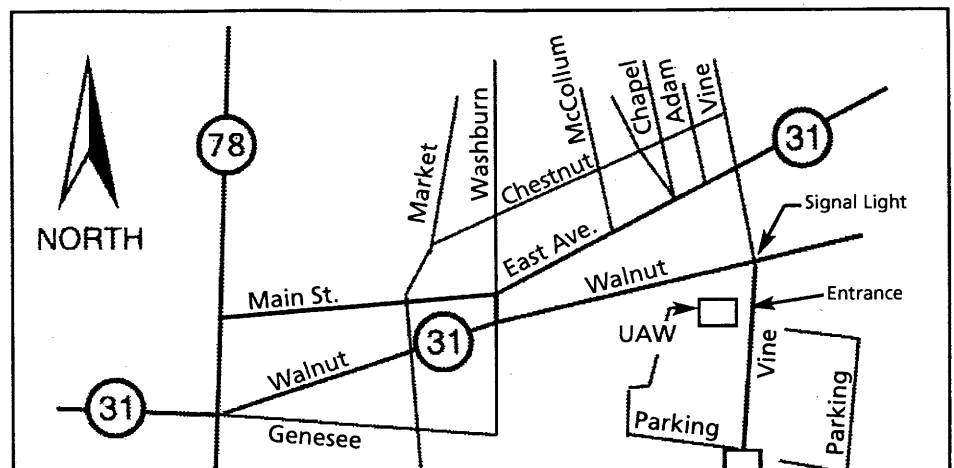 McCollum
Chapel
Adam
Vine
Washburn
31
78
Market
Chestnut
Signal Light
NORTH
East Ave.
Walnut
Main St.
Entrance
UAW
31
Vine
Walnut
31
Parking
Parking
Genesee